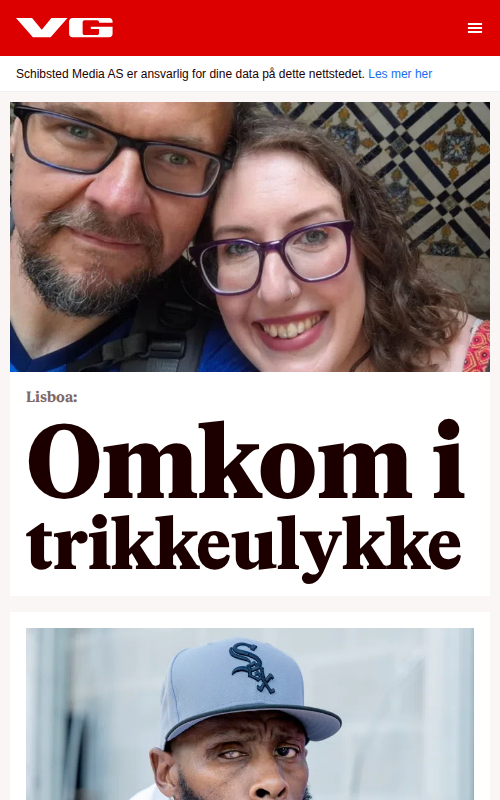 VG
Schibsted Media AS er ansvarlig for dine data på dette nettstedet. Les mer her
Lisboa:
Omkom i
trikkeulykke
Sox